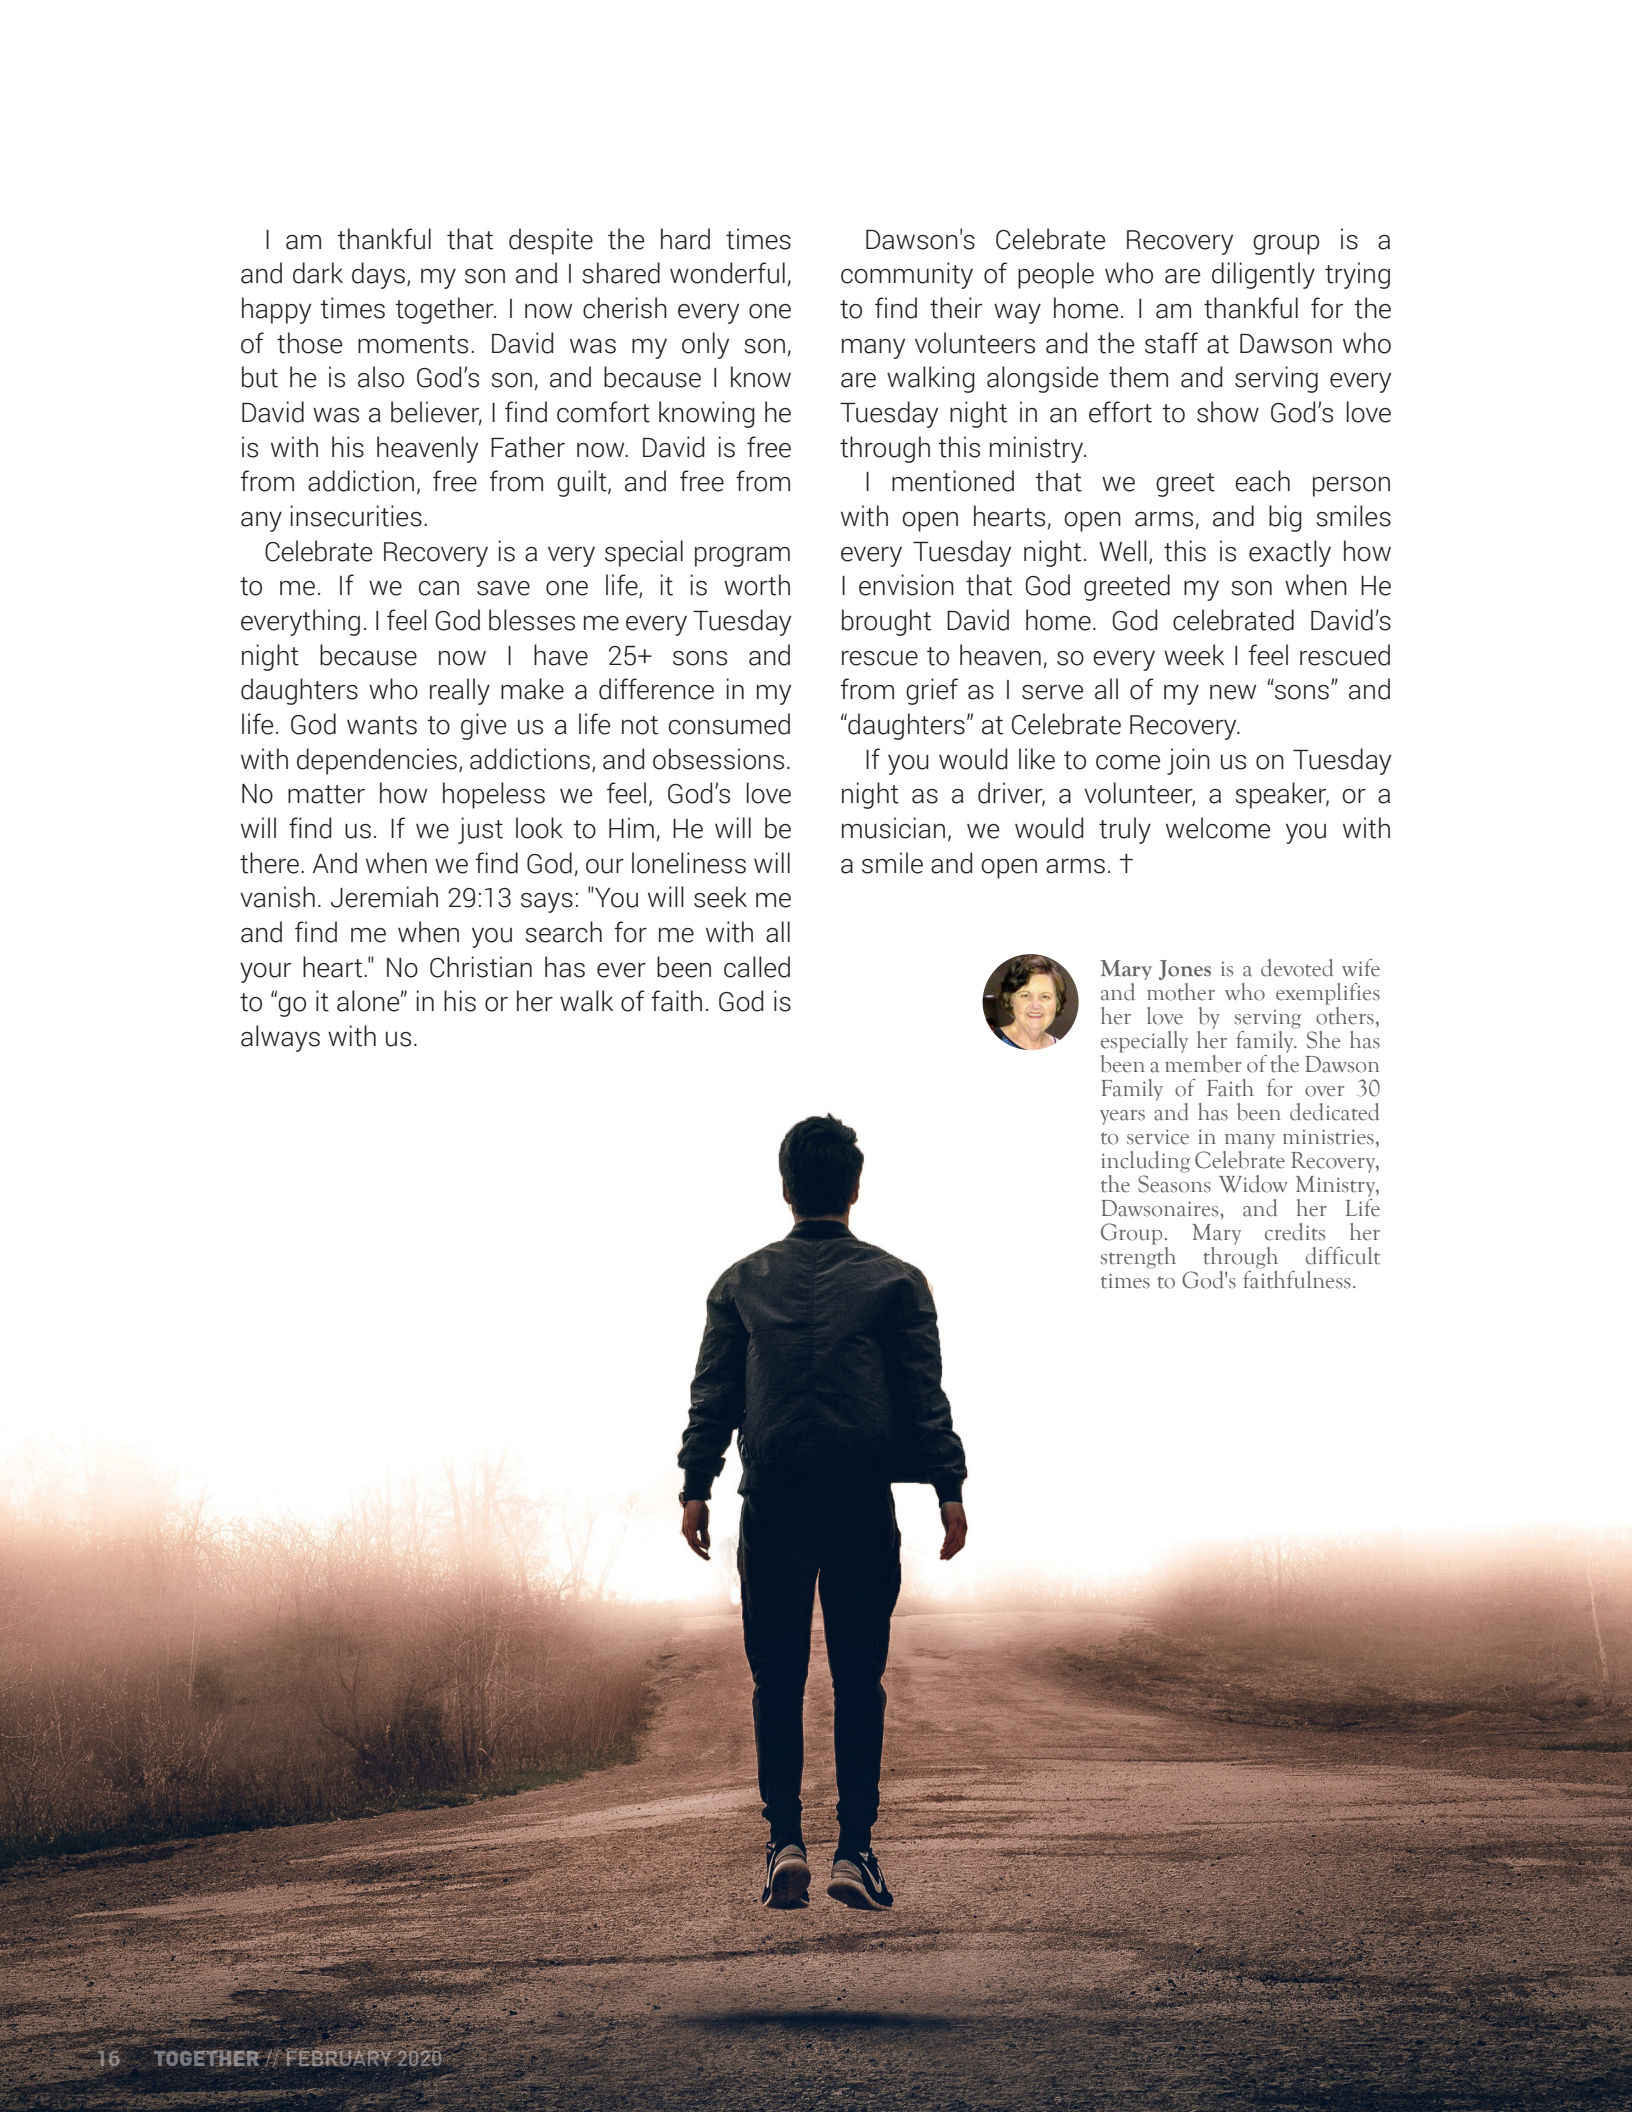 I am thankful that despite the hard times
and dark days, my son and I shared wonderful,
happy times together. I now cherish every one
of those moments. David was my only son,
but he is also God’s son, and because I know
David was a believer, I find comfort knowing he
is with his heavenly Father now. David is free
from addiction, free from guilt, and free from
any insecurities.
Celebrate Recovery is a very special program
to me. If we can save one life, it is worth
everything. I feel God blesses me every Tuesday
night because now I have 25+ sons and
daughters who really make a difference in my
life. God wants to give us a life not consumed
with dependencies, addictions, and obsessions.
No matter how hopeless we feel, God’s love
will find us. If we just look to Him, He will be
there. And when we find God, our loneliness will
vanish. Jeremiah 29:13 says: "You will seek me
and find me when you search for me with all
your heart." No Christian has ever been called
to “go it alone” in his or her walk of faith. God is
always with us.
Dawson's Celebrate Recovery group is a
community of people who are diligently trying
to find their way home. I am thankful for the
many volunteers and the staff at Dawson who
are walking alongside them and serving every
Tuesday night in an effort to show God’s love
through this ministry.
I mentioned that we greet each person
with open hearts, open arms, and big smiles
every Tuesday night. Well, this is exactly how
I envision that God greeted my son when He
brought David home. God celebrated David’s
rescue to heaven, so every week I feel rescued
from grief as I serve all of my new “sons” and
“daughters” at Celebrate Recovery.
If you would like to come join us on Tuesday
night as a driver, a volunteer, a speaker, or a
musician, we would truly welcome you with
a smile and open arms. †
Mary Jones is a devoted wife
and mother who exemplifies
her love by serving others,
especially her family. She has
been a member of the Dawson
Family of Faith for over 30
years and has been dedicated
to service in many ministries,
including Celebrate Recovery,
the Seasons Widow Ministry,
Dawsonaires, and her Life
Group. Mary credits her
strength through difficult
times to God's faithfulness.
16 TOGETHER // FEBRUARY 2020